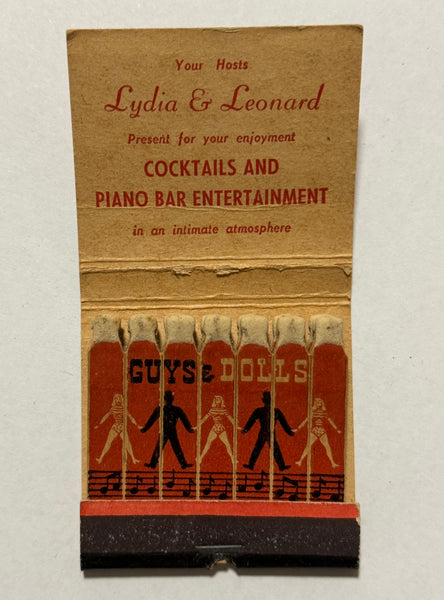 Your Hosts
Lydia & Leonard
Present for your enjoyment
COCKTAILS AND
PIANO BAR ENTERTAINMENT
in an intimate atmosphere
GUYS & DOLLS